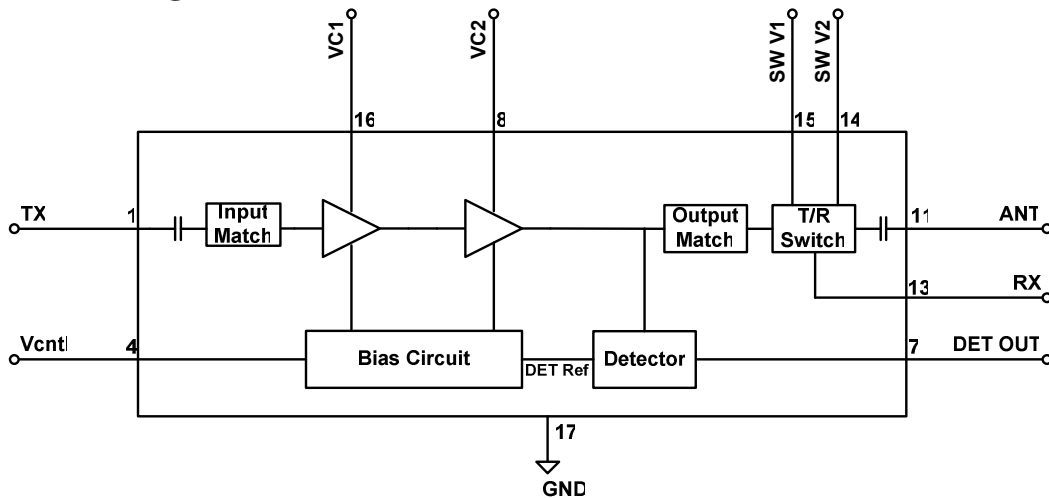 VC1
VC2
SW V1
SW V2
16
8
15
14
TX
1
Input
Match
Output
Match
T/R
Switch
11
ANT
13
RX
Vcntl
4
Bias Circuit
DET Ref
Detector
7
DET OUT
17
GND